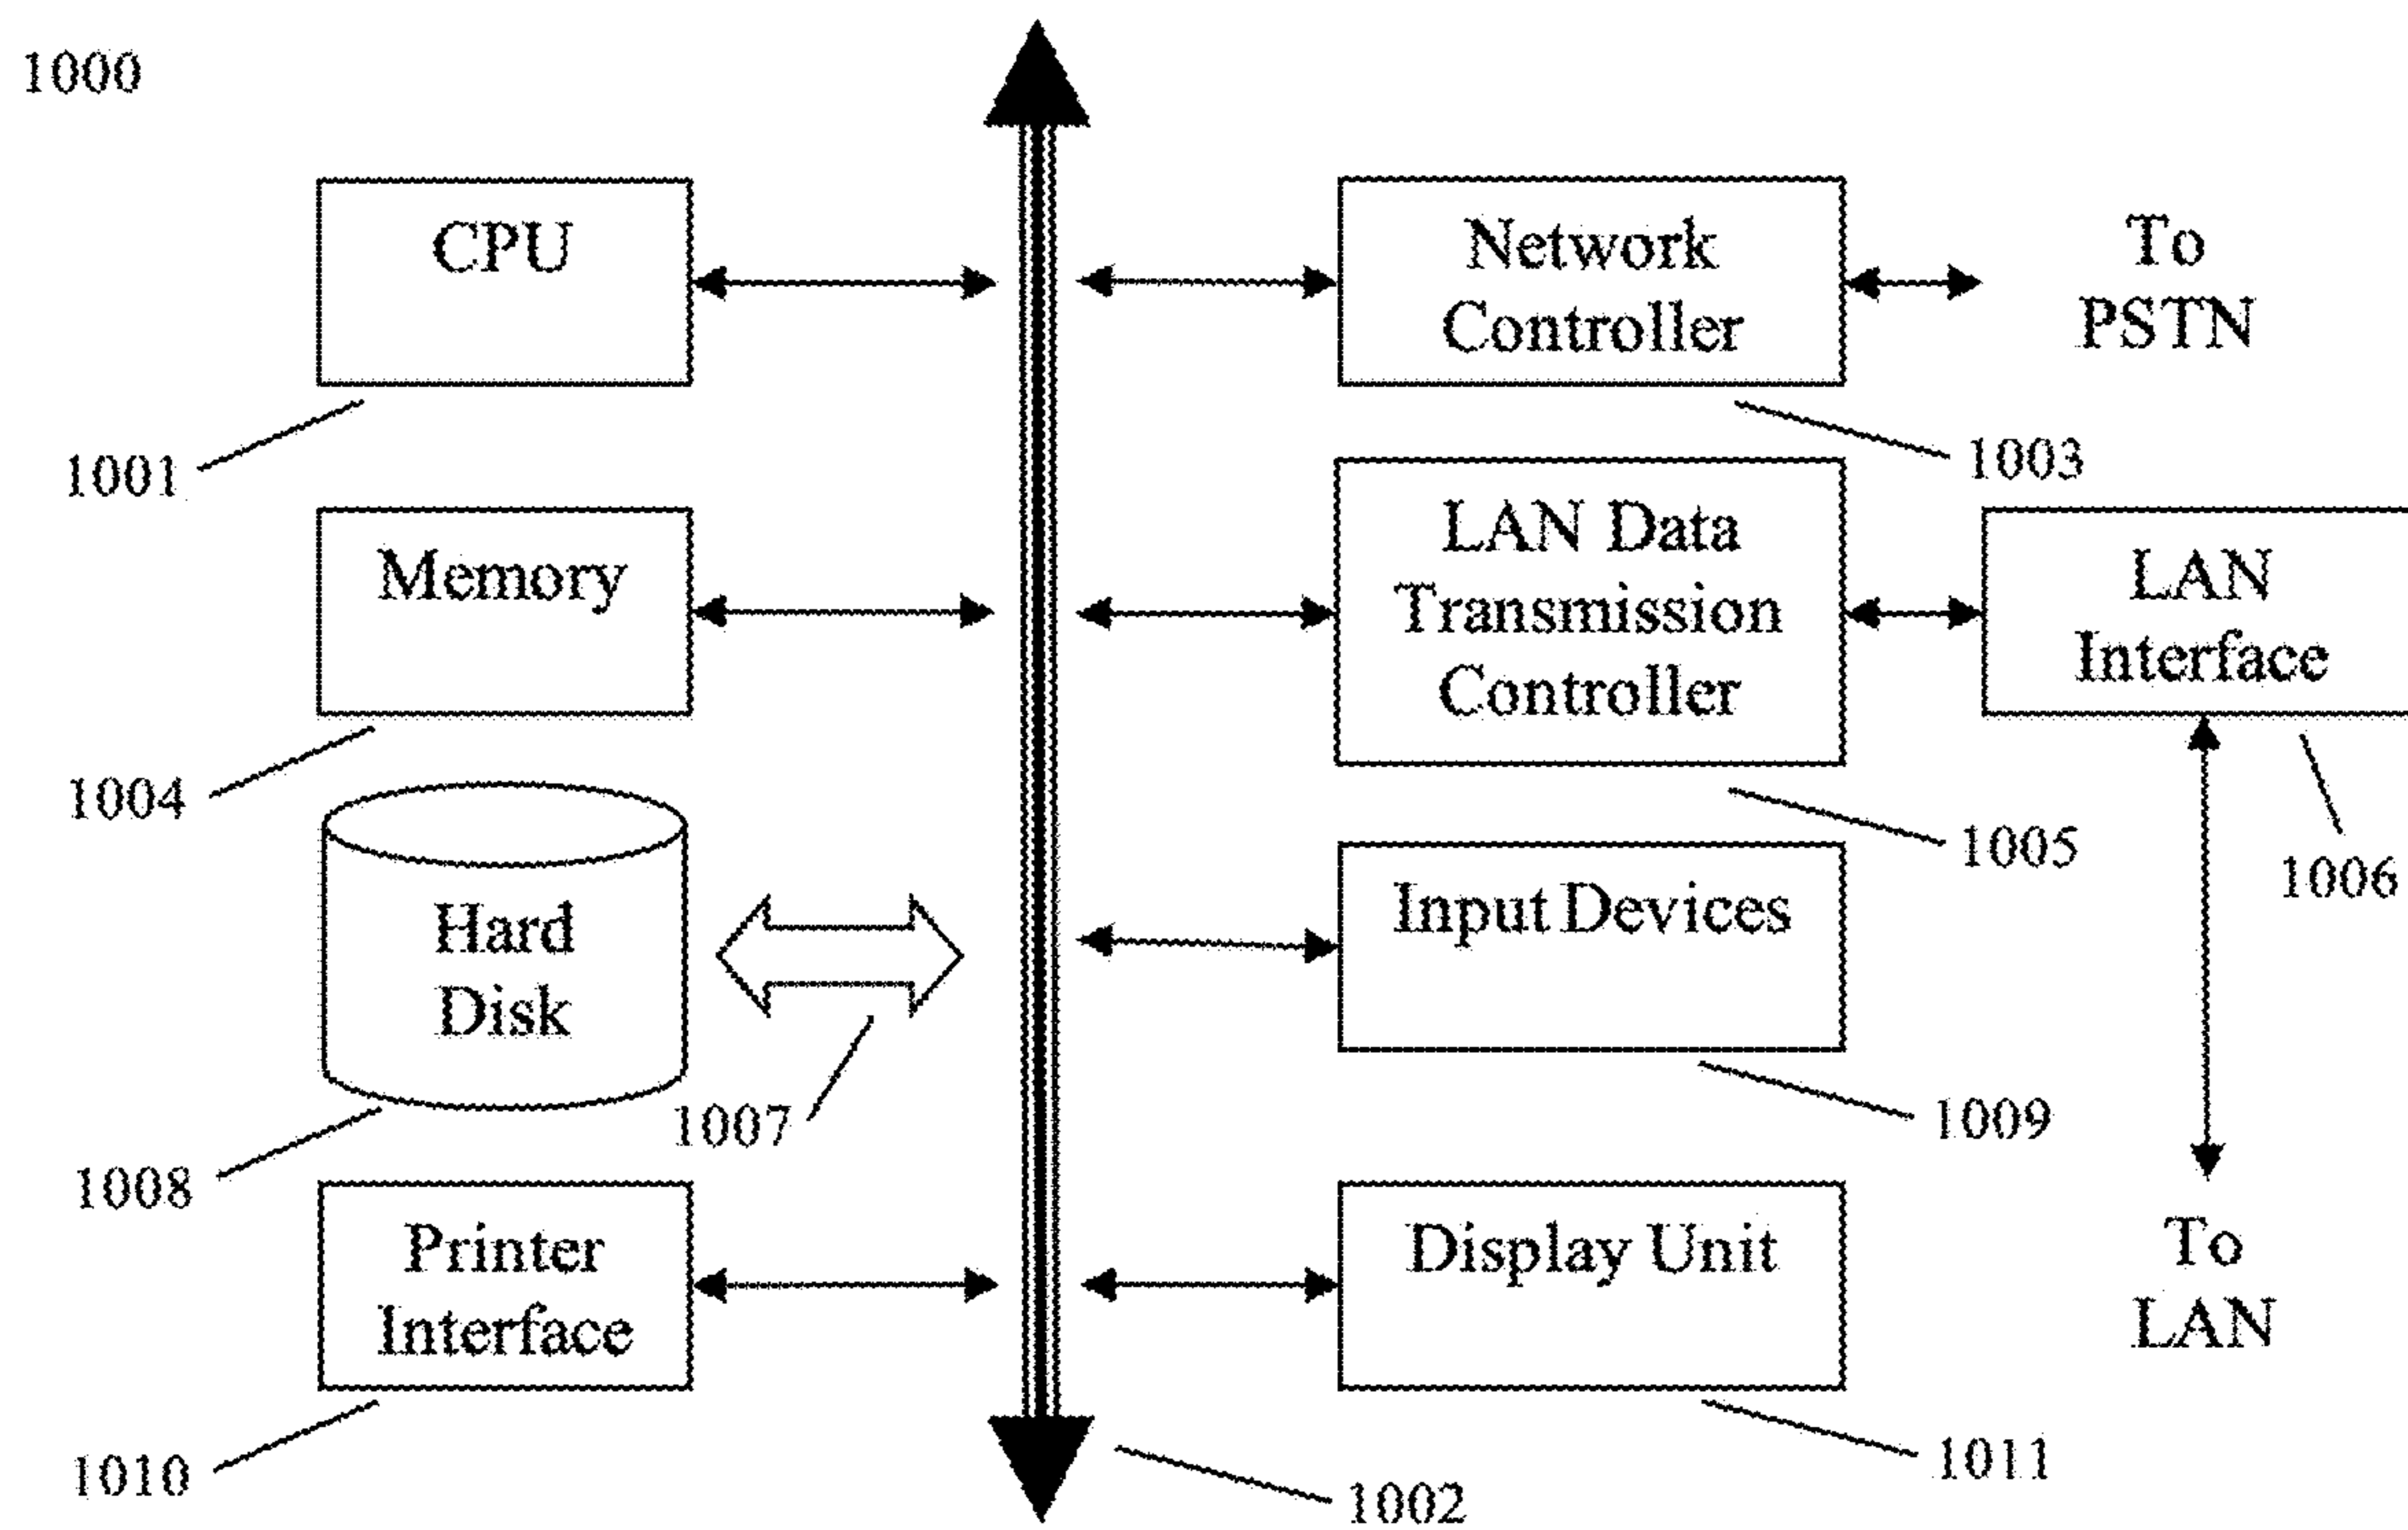 1000
CPU
1001
Network
Controller
1003
To
PSTN
Memory
1004
LAN Data
Transmission
Controller
1005
LAN
Interface
1006
Hard
Disk
1007
1008
Input Devices
1009
Printer
Interface
1010
Display Unit
1011
To
LAN
1002